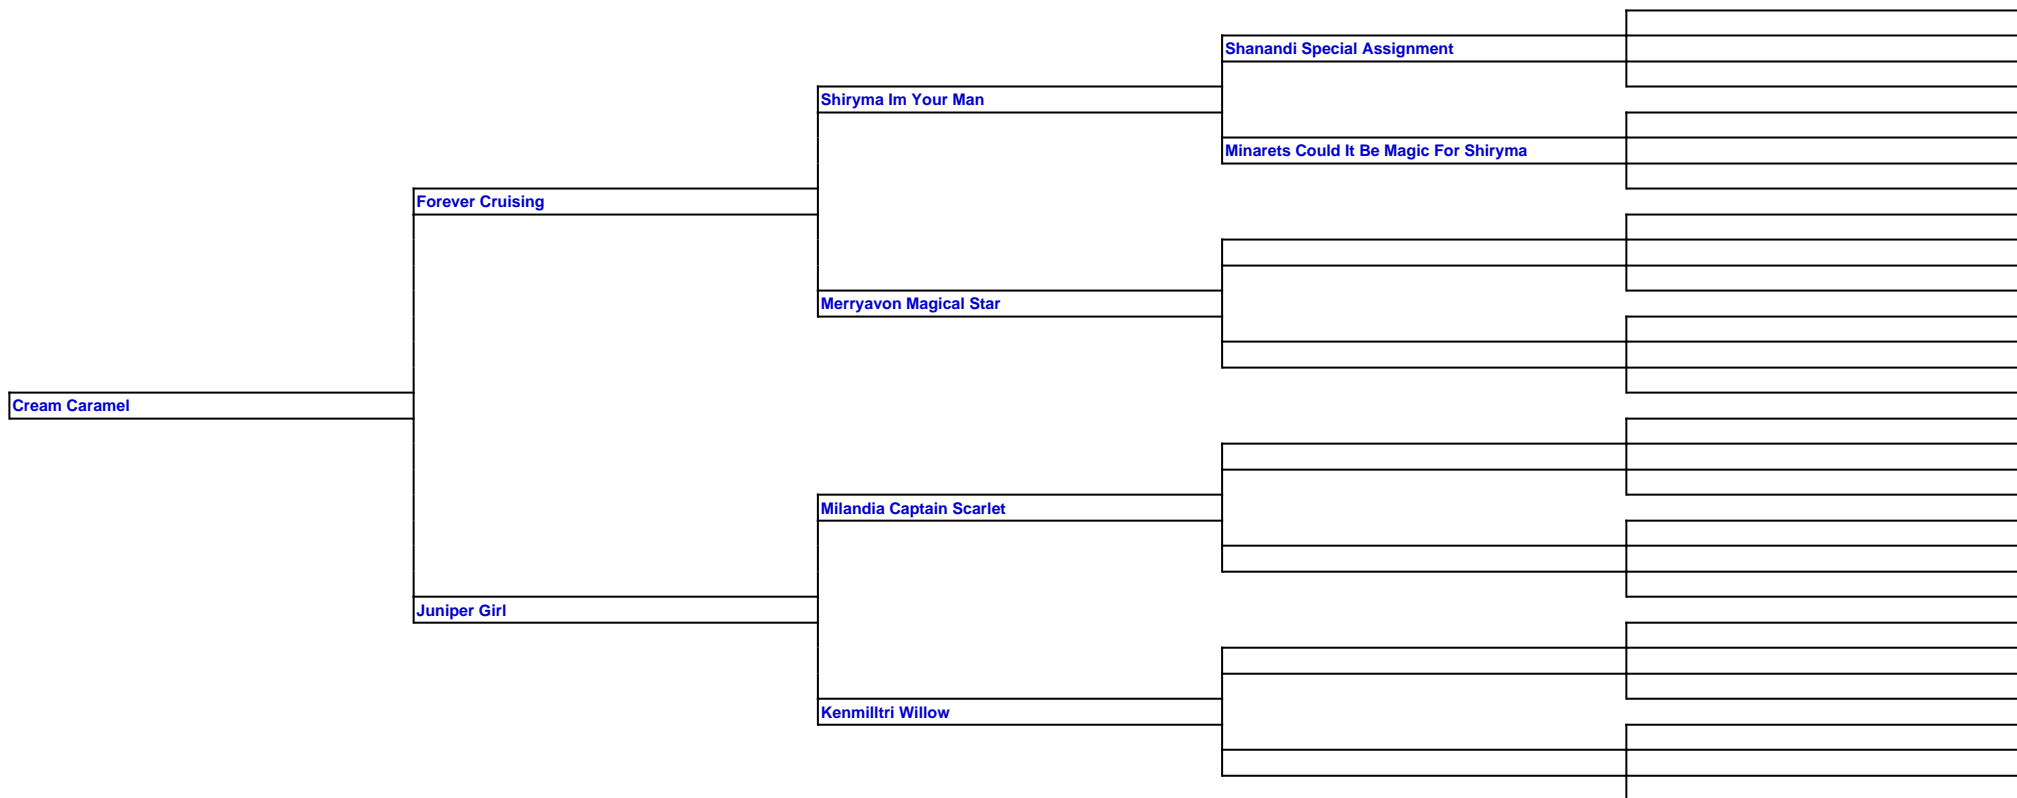 Shanandi Special Assignment
Shiryma Im Your Man
Minarets Could It Be Magic For Shiryma
Forever Cruising
Merryavon Magical Star
Cream Caramel
Milandia Captain Scarlet
Juniper Girl
Kenmilltri Willow